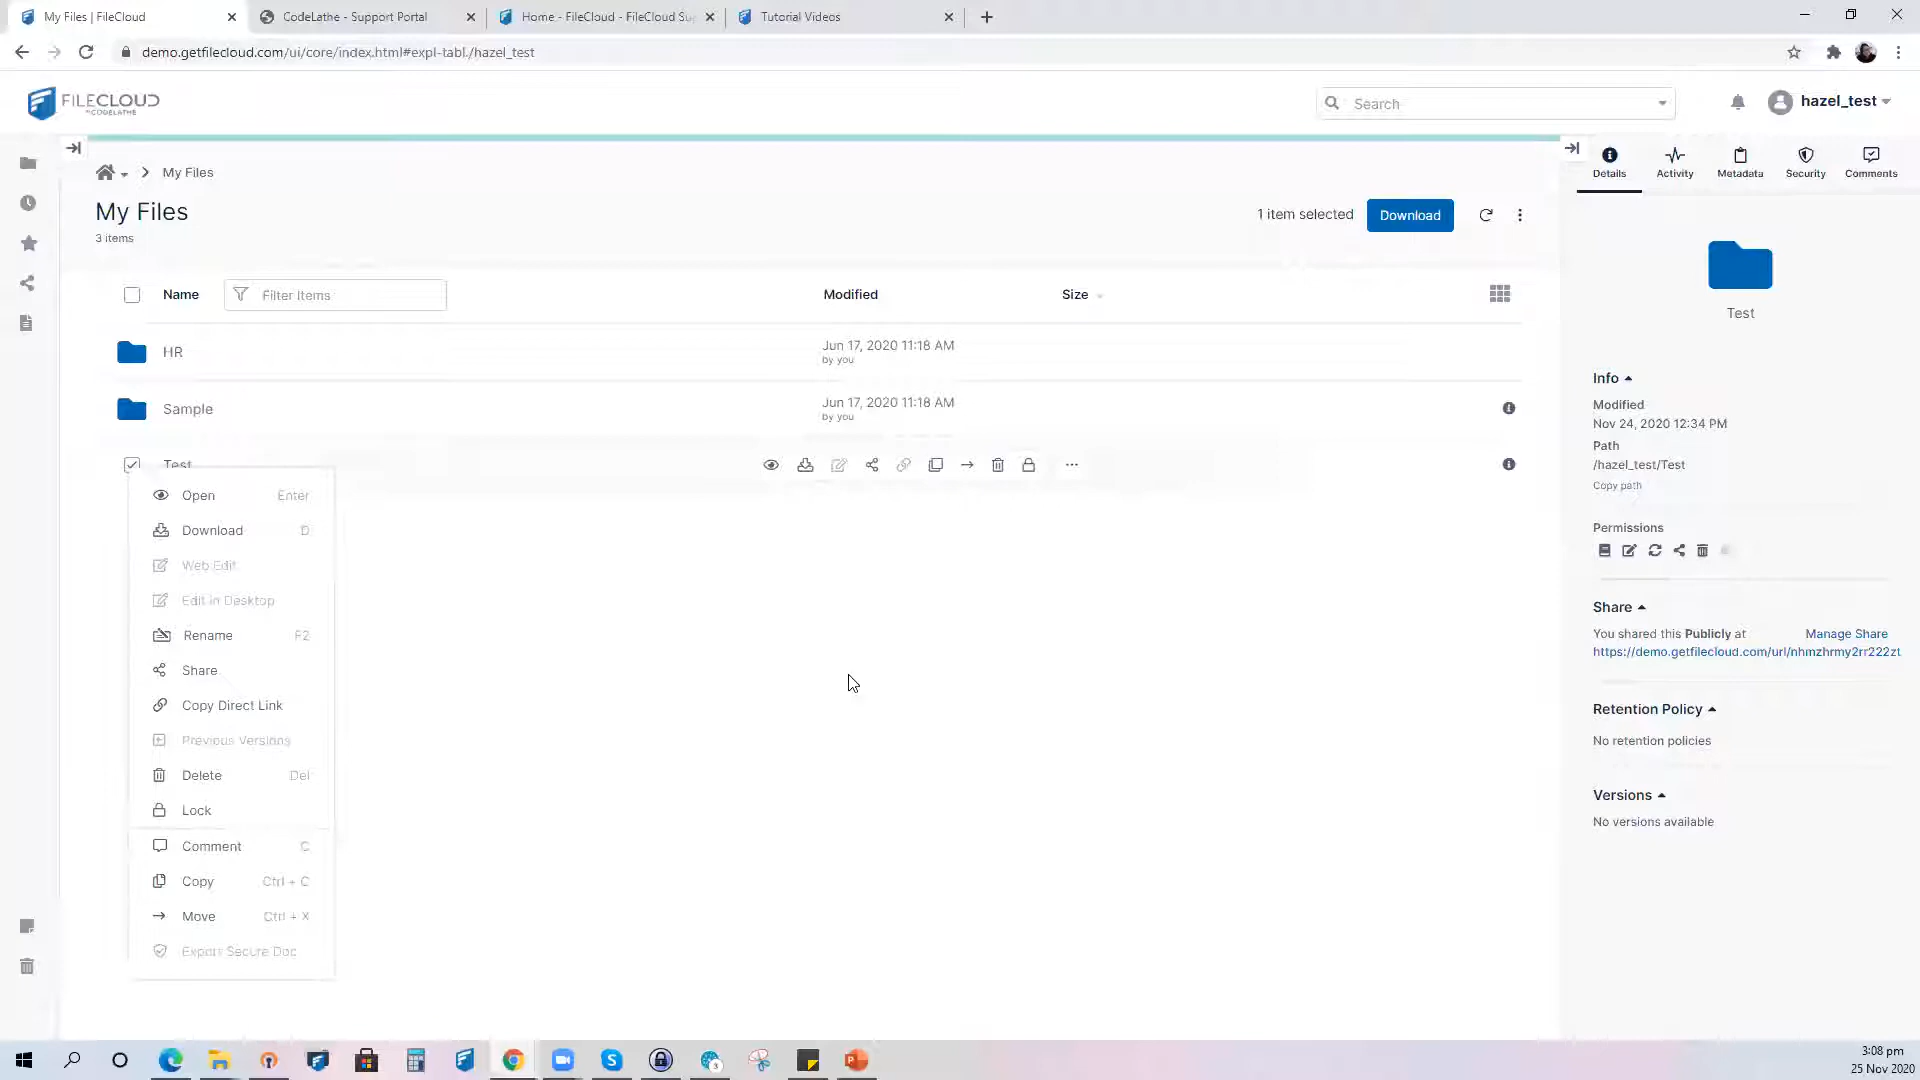 My Files | FileCloud
CodeLathe - Support Portal
Home - FileCloud - FileCloud Su
Tutorial Videos
demo.getfilecloud.com/ui/core/index.html#expl-tabl./hazel_test
FILECLOUD
BY CODELATHE
Search
hazel_test
My Files
Details
Activity
Metadata
Security
Comments
My Files
3 items
1 item selected
Download
Name
Filter Items
Modified
Size
HR
Jun 17, 2020 11:18 AM
by you
Sample
Jun 17, 2020 11:18 AM
by you
Test
Open Enter
Download D
Web Edit
Edit in Desktop
Rename F2
Share
Copy Direct Link
Previous Versions
Delete Del
Lock
Comment C
Copy Ctrl + C
Move Ctrl + X
Export Secure Doc
Test
Info
Modified
Nov 24, 2020 12:34 PM
Path
/hazel_test/Test
Copy path
Permissions
Share
You shared this Publicly at Manage Share
https://demo.getfilecloud.com/url/nhmzhrmy2rr222zt
Retention Policy
No retention policies
Versions
No versions available
3
3:08 pm
25 Nov 2020